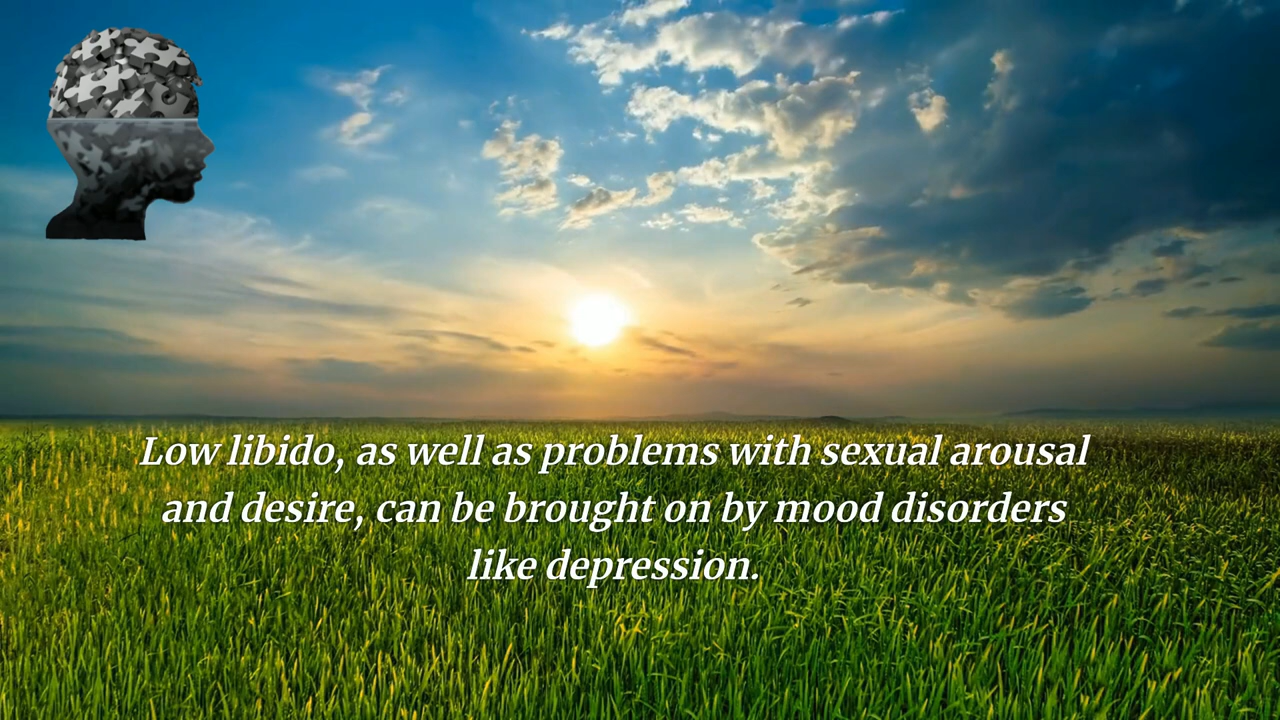 Low libido, as well as problems with sexual arousal
and desire, can be brought on by mood disorders
like depression.